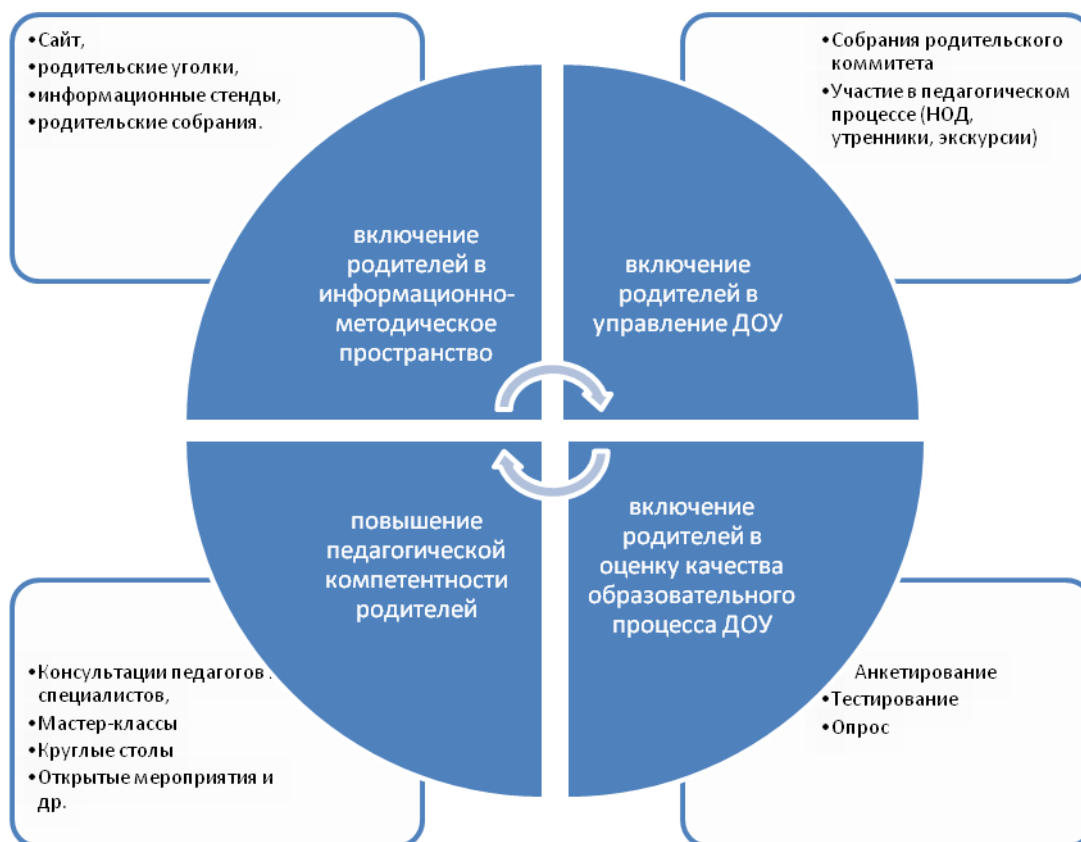 •Сайт,
•родительские уголки,
•информационные стенды,
•родительские собрания.
•Собрания родительского
коммитета
•Участие в педагогическом
процессе (НОД,
утренники, экскурсии)
включение
родителей в
информационно-
методическое
пространство
включение
родителей в
управление ДОУ
повышение
педагогической
компетентности
родителей
включение
родителей в
оценку качества
образовательного
процесса ДОУ
•Консультации педагогов .
специалистов,
•Мастер-классы
•Круглые столы
•Открытые мероприятия и
др.
Анкетирование
•Тестирование
•Опрос